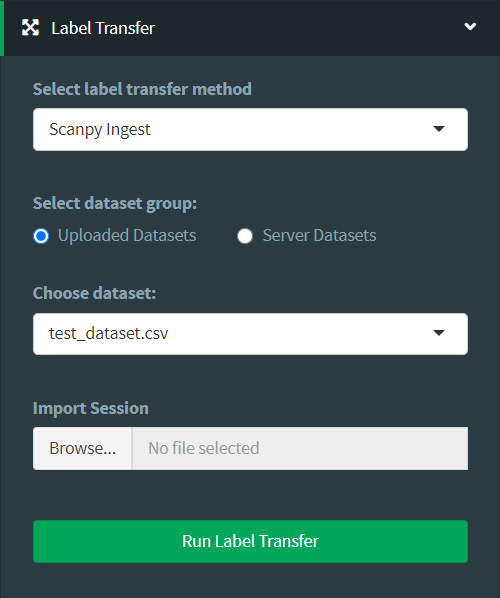 Label Transfer
Select label transfer method
Scanpy Ingest
Select dataset group:
Uploaded Datasets Server Datasets
Choose dataset:
test_dataset.csv
Import Session
Browse... No file selected
Run Label Transfer